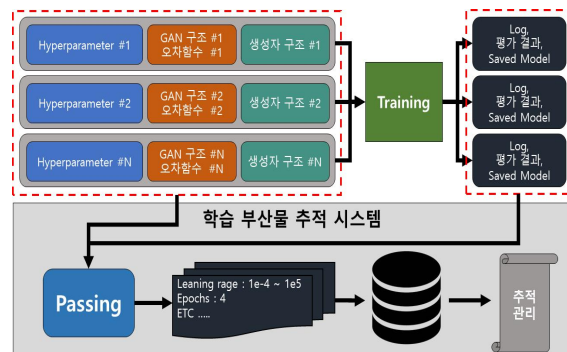 Hyperparameter #1
GAN 구조 #1
오차함수 #1
생성자 구조 #1
Hyperparameter #2
GAN 구조 #2
오차함수 #2
생성자 구조 #2
Hyperparameter #N
GAN 구조 #N
오차함수 #N
생성자 구조 #N
Training
Log,
평가 결과,
Saved Model
Log,
평가 결과,
Saved Model
Log,
평가 결과,
Saved Model
학습 부산물 추적 시스템
Passing
Leaning rage : 1e-4 ~ 1e5
Epochs : 4
ETC .....
추적
관리